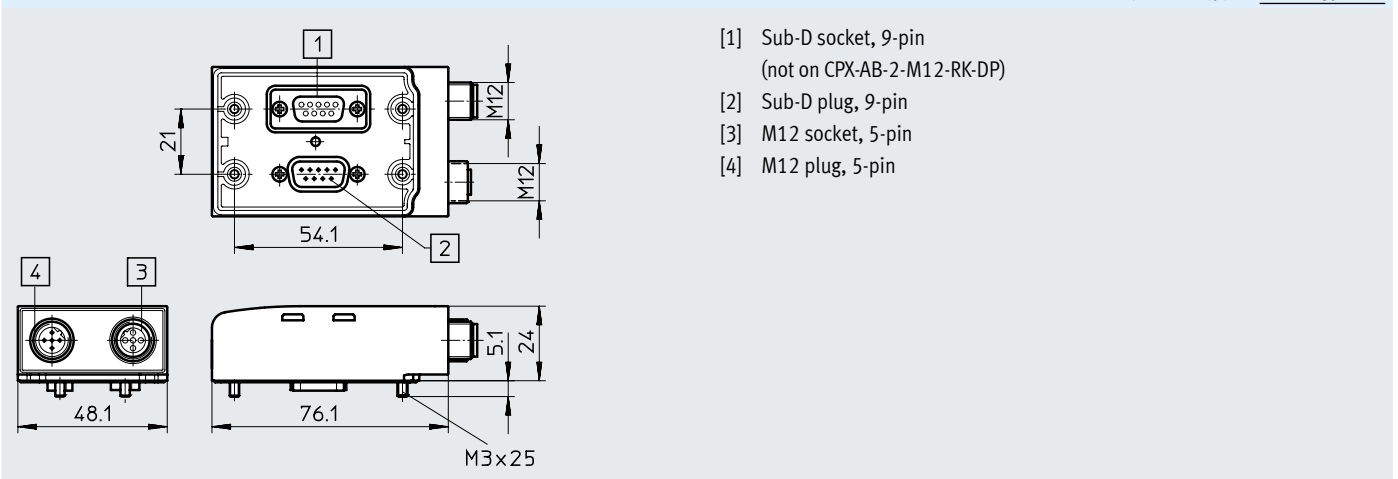 1
M12
21
M12
54.1
2
4
3
5.1
24
48.1
76.1
M3x25
[1] Sub-D socket, 9-pin
(not on CPX-AB-2-M12-RK-DP)
[2] Sub-D plug, 9-pin
[3] M12 socket, 5-pin
[4] M12 plug, 5-pin